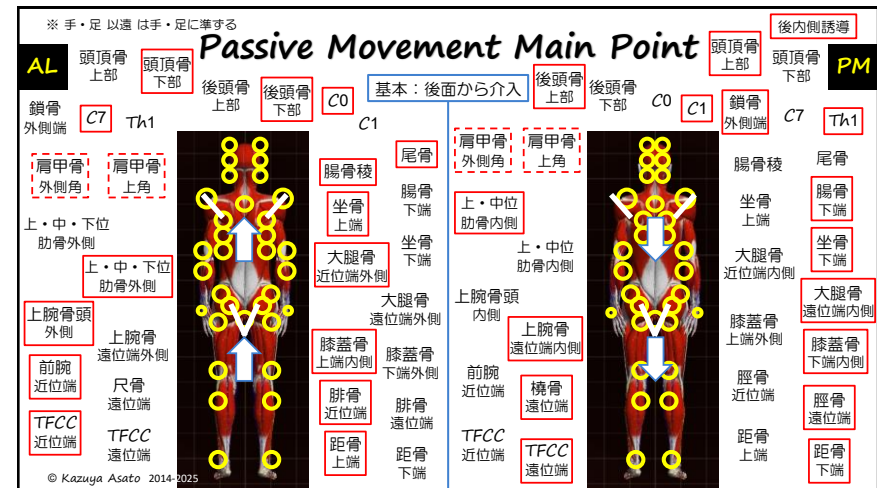 ※ 手・足 以遠 は手・足に準ずる
Passive Movement Main Point
後内側誘導
AL
頭頂骨
上部
頭頂骨
下部
後頭骨
上部
後頭骨
下部
C0
C1
基本：後面から介入
鎖骨
外側端
C7
Th1
肩甲骨
外側角
肩甲骨
上角
上・中・下位
肋骨外側
上・中・下位
肋骨外側
上腕骨頭
外側
上腕骨
遠位端外側
前腕
近位端
尺骨
遠位端
TFCC
近位端
TFCC
遠位端
腸骨稜
尾骨
坐骨
上端
腸骨
下端
大腿骨
近位端外側
坐骨
下端
大腿骨
遠位端外側
膝蓋骨
上端内側
膝蓋骨
下端外側
腓骨
近位端
腓骨
遠位端
距骨
上端
距骨
下端
© Kazuya Asato 2014-2025
PM
頭頂骨
上部
頭頂骨
下部
後頭骨
上部
後頭骨
下部
C0
C1
鎖骨
外側端
C7
Th1
肩甲骨
外側角
肩甲骨
上角
上・中位
肋骨内側
上・中位
肋骨内側
上腕骨頭
内側
上腕骨
遠位端内側
前腕
近位端
橈骨
遠位端
TFCC
近位端
TFCC
遠位端
腸骨稜
尾骨
坐骨
上端
腸骨
下端
大腿骨
近位端内側
坐骨
下端
大腿骨
遠位端内側
膝蓋骨
上端外側
膝蓋骨
下端内側
脛骨
近位端
脛骨
遠位端
距骨
上端
距骨
下端